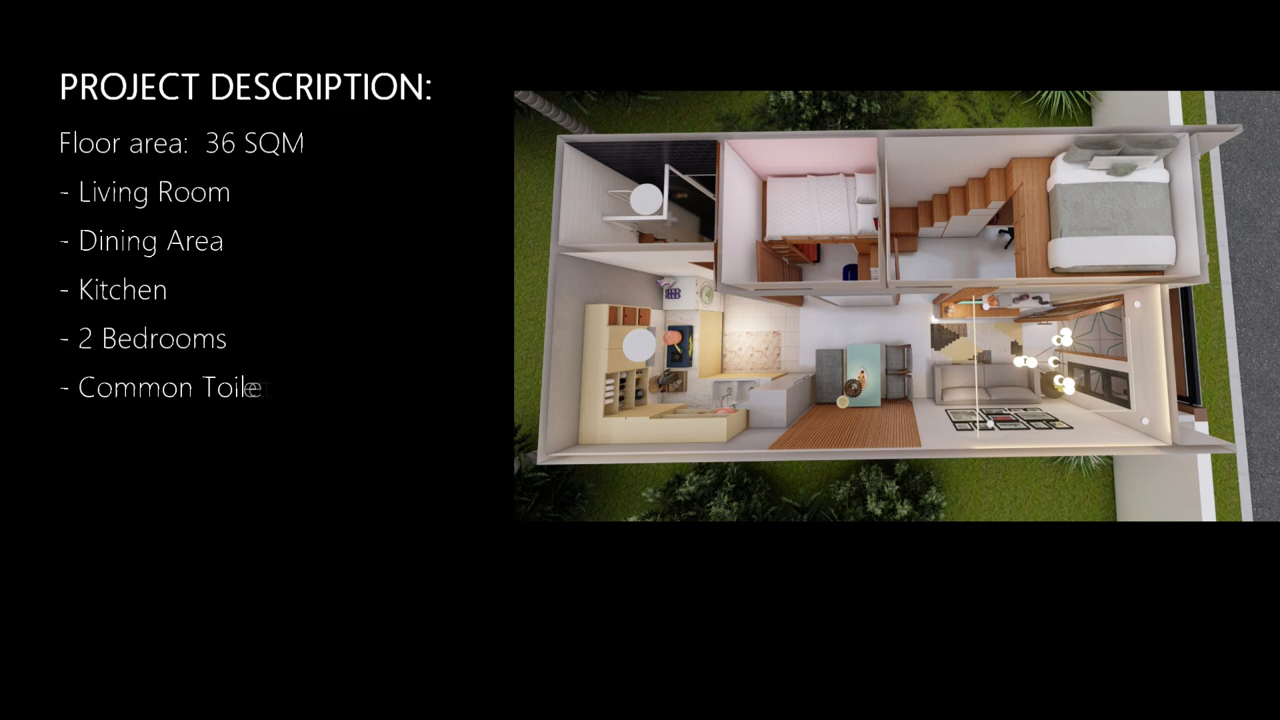 PROJECT DESCRIPTION:
Floor area: 36 SQM
- Living Room
- Dining Area
- Kitchen
- 2 Bedrooms
- Common Toilet